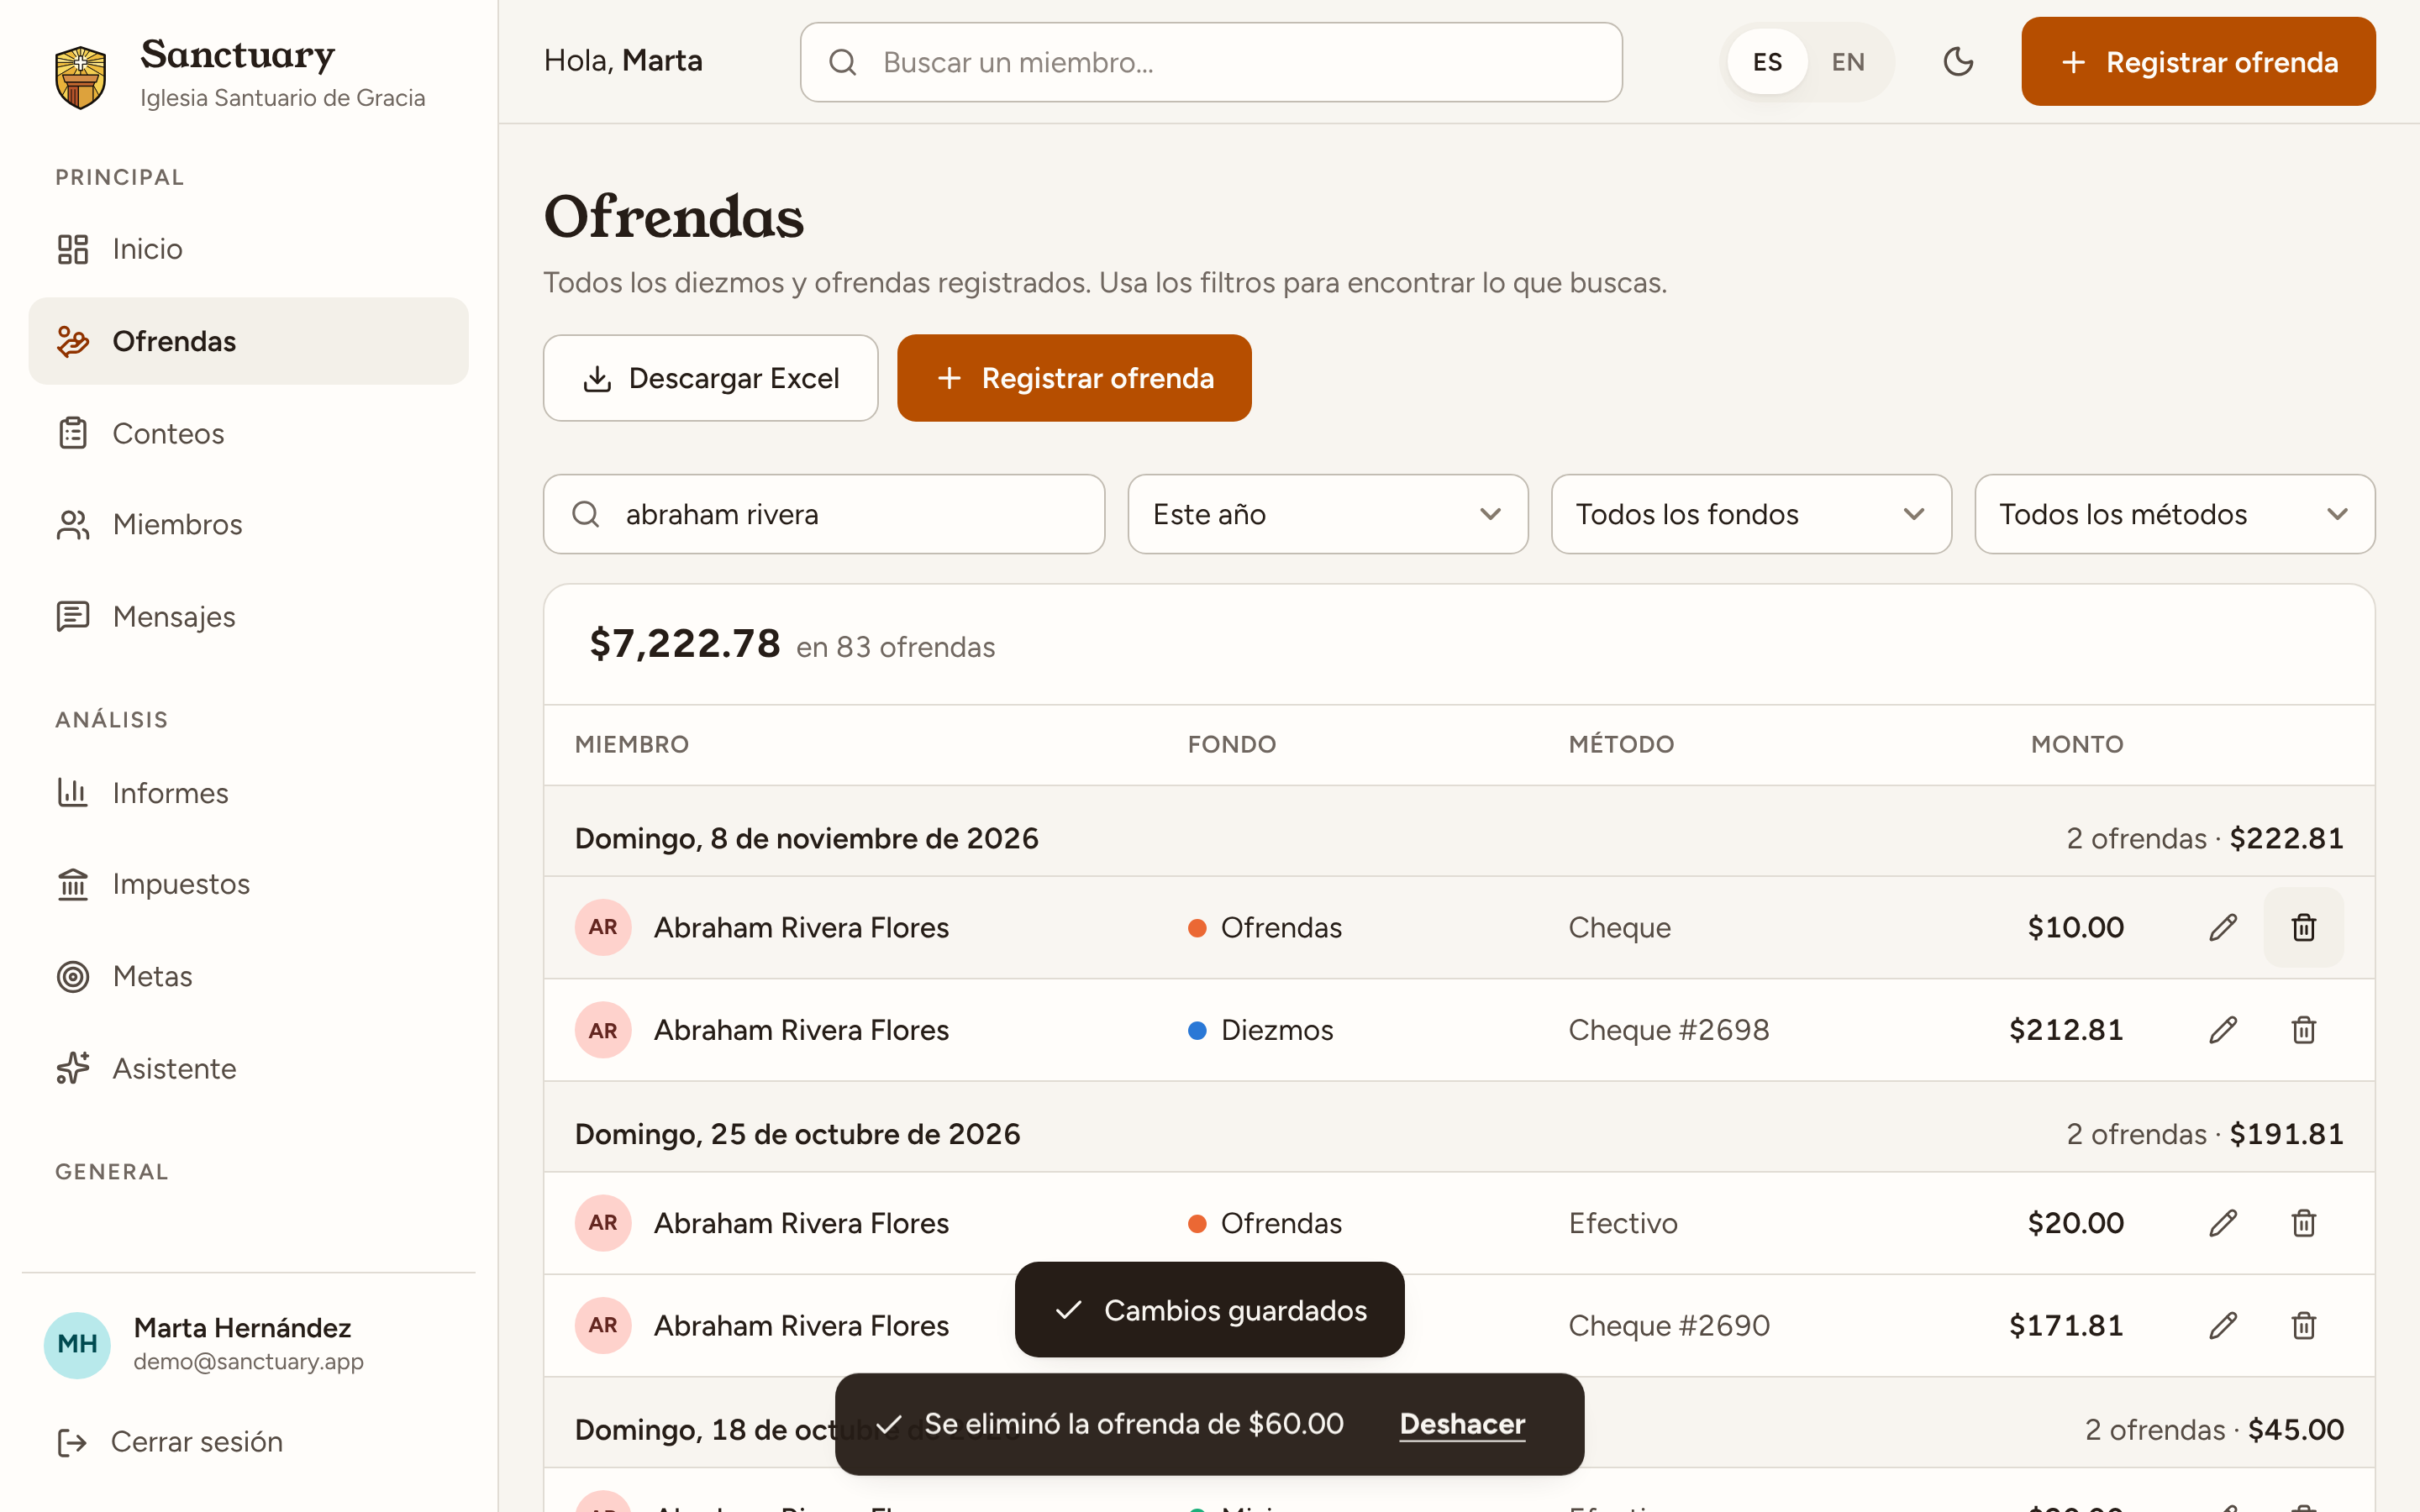 Sanctuary
Iglesia Santuario de Gracia
PRINCIPAL
Inicio
Ofrendas
Conteos
Miembros
Mensajes
ANÁLISIS
Informes
Impuestos
Metas
Asistente
GENERAL
MH
Marta Hernández
demo@sanctuary.app
Cerrar sesión
Hola, Marta
Buscar un miembro...
ES EN
Registrar ofrenda
Ofrendas
Todos los diezmos y ofrendas registrados. Usa los filtros para encontrar lo que buscas.
Descargar Excel
Registrar ofrenda
abraham rivera
Este año
Todos los fondos
Todos los métodos
$7,222.78 en 83 ofrendas
MIEMBRO FONDO MÉTODO MONTO
Domingo, 8 de noviembre de 2026 2 ofrendas · $222.81
AR Abraham Rivera Flores Ofrendas Cheque $10.00
AR Abraham Rivera Flores Diezmos Cheque #2698 $212.81
Domingo, 25 de octubre de 2026 2 ofrendas · $191.81
AR Abraham Rivera Flores Ofrendas Efectivo $20.00
AR Abraham Rivera Flores Cheque #2690 $171.81
Cambios guardados
Domingo, 18 de octubre de 2026 2 ofrendas · $45.00
Se eliminó la ofrenda de $60.00 Deshacer